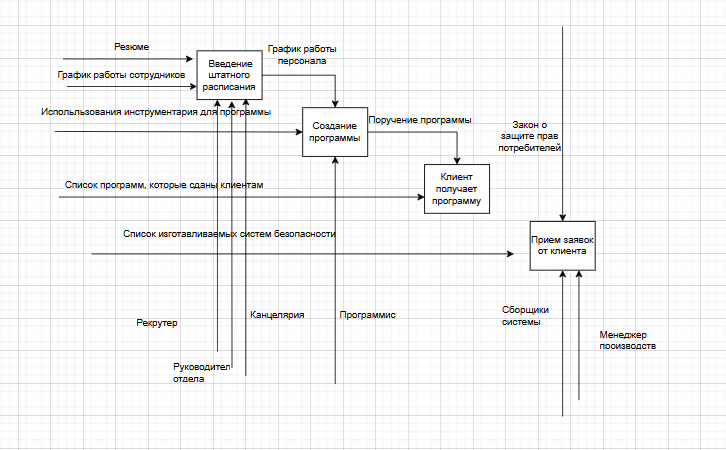 Резюме
График работы
персонала
Введение
штатного
расписания
График работы сотрудников
Использьзования инструментария для программы
Создание
программы
Поручение программы
Закон о
защите прав
потребителей
Клиент
получает
программу
Список программ, которые сданы клиентам
Список изготавливаемых систем безопасности
Прием заявок
от клиента
Рекрутер
Канцелярия
Программис
Сборщики
системы
Менеджер
производств
Руководител
отдела